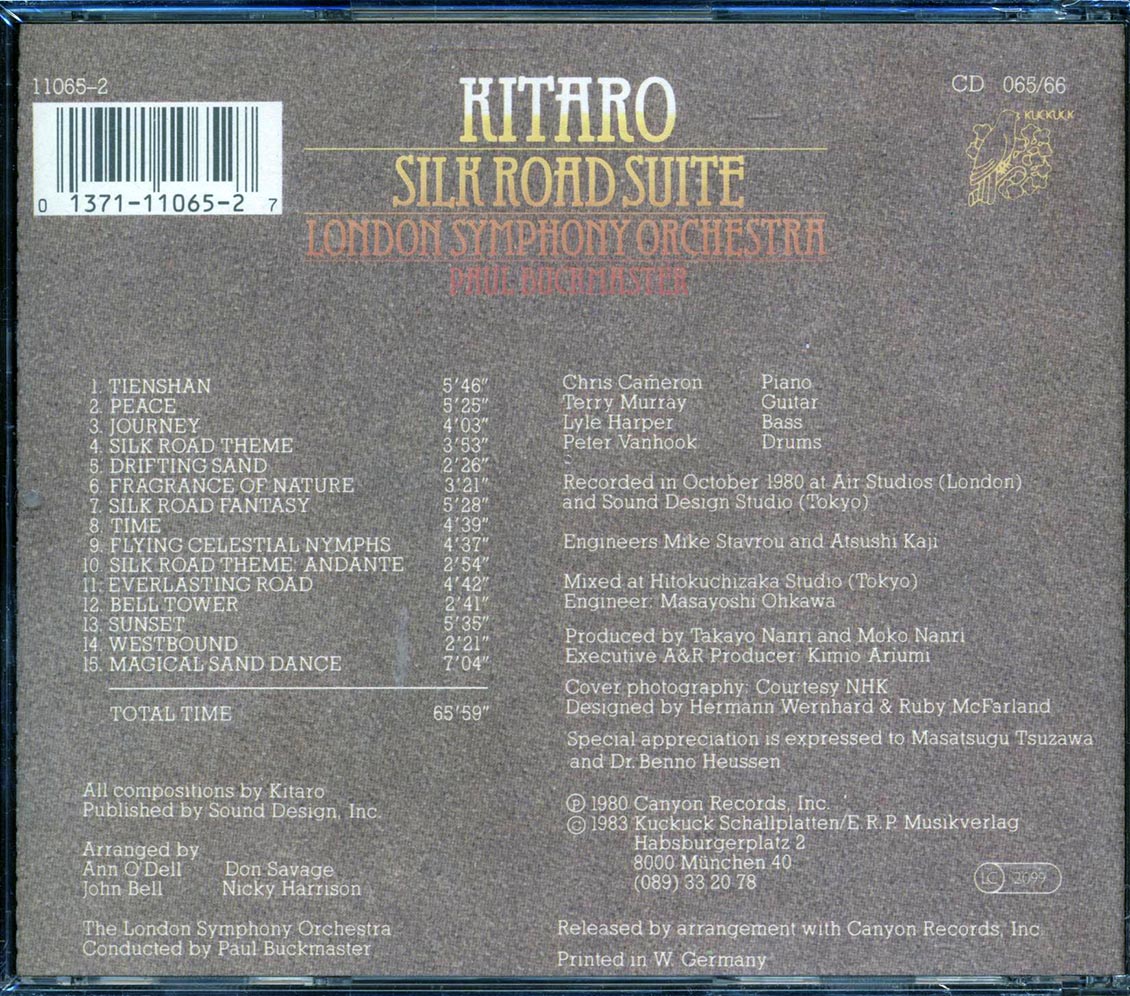 11065-2
0 1371-11065-2 7
KITARO
SILK ROAD SUITE
LONDON SYMPHONY ORCHESTRA
PAUL BUCKMASTER
CD 065/66
KUCKUCK
1. TIENSHAN 5'46"
2. PEACE 5'25"
3. JOURNEY 4'03"
4. SILK ROAD THEME 3'53"
5. DRIFTING SAND 2'26"
6. FRAGRANCE OF NATURE 3'21"
7. SILK ROAD FANTASY 5'28"
8. TIME 4'39"
9. FLYING CELESTIAL NYMPHS 4'37"
10. SILK ROAD THEME: ANDANTE 2'54"
11. EVERLASTING ROAD 4'42"
12. BELL TOWER 2'41"
13. SUNSET 5'35"
14. WESTBOUND 2'21"
15. MAGICAL SAND DANCE 7'04"
TOTAL TIME 65'59"
All compositions by Kitaro
Published by Sound Design, Inc.
Arranged by
Ann O'Dell Don Savage
John Bell Nicky Harrison
The London Symphony Orchestra
Conducted by Paul Buckmaster
Chris Cameron Piano
Terry Murray Guitar
Lyle Harper Bass
Peter Vanhook Drums
Recorded in October 1980 at Air Studios (London)
and Sound Design Studio (Tokyo)
Engineers Mike Stavrou and Atsushi Kaji
Mixed at Hitokuchizaka Studio (Tokyo)
Engineer: Masayoshi Ohkawa
Produced by Takayo Nanri and Moko Nanri
Executive A&R Producer: Kimio Ariumi
Cover photography: Courtesy NHK
Designed by Hermann Wernhard & Ruby McFarland
Special appreciation is expressed to Masatsugu Tsuzawa
and Dr. Benno Heussen
℗ 1980 Canyon Records, Inc.
© 1983 Kuckuck Schallplatten/E.R.P. Musikverlag
Habsburgerplatz 2
8000 München 40
(089) 33 20 78
LC 2099
Released by arrangement with Canyon Records, Inc.
Printed in W. Germany